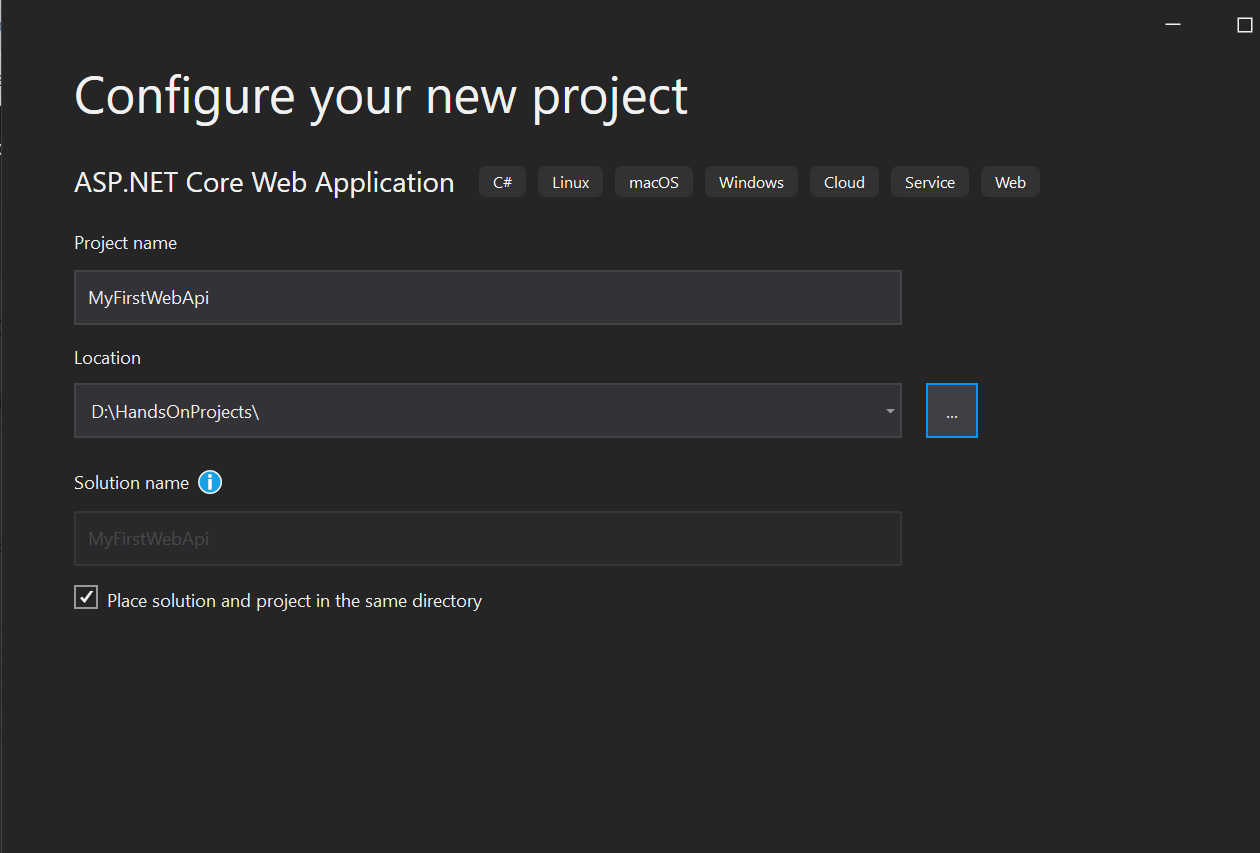 Configure your new project
ASP.NET Core Web Application C# Linux macOS Windows Cloud Service Web
Project name
MyFirstWebApi
Location
D:\HandsOnProjects\
...
Solution name
MyFirstWebApi
Place solution and project in the same directory